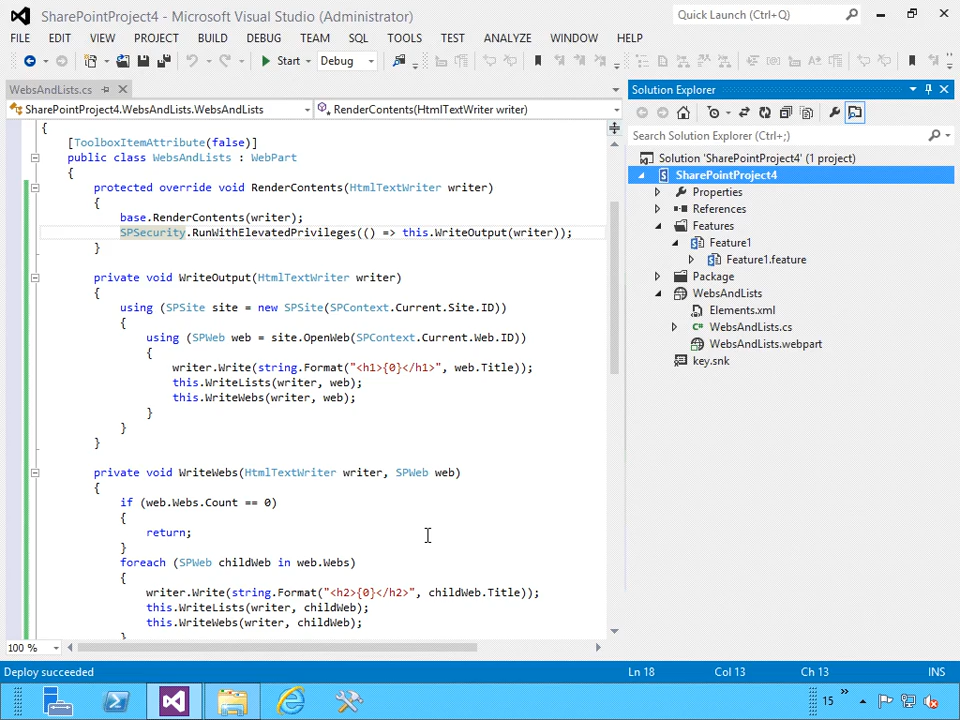 SharePointProject4 - Microsoft Visual Studio (Administrator)
Quick Launch (Ctrl+Q)
FILE EDIT VIEW PROJECT BUILD DEBUG TEAM SQL TOOLS TEST ANALYZE WINDOW HELP
Start Debug
WebsAndLists.cs
SharePointProject4.WebsAndLists.WebsAndLists
RenderContents(HtmlTextWriter writer)
{
[ToolboxItemAttribute(false)]
public class WebsAndLists : WebPart
{
protected override void RenderContents(HtmlTextWriter writer)
{
base.RenderContents(writer);
SPSecurity.RunWithElevatedPrivileges(() => this.WriteOutput(writer));
}
private void WriteOutput(HtmlTextWriter writer)
{
using (SPSite site = new SPSite(SPContext.Current.Site.ID))
{
using (SPWeb web = site.OpenWeb(SPContext.Current.Web.ID))
{
writer.Write(string.Format("<h1>{0}</h1>", web.Title));
this.WriteLists(writer, web);
this.WriteWebs(writer, web);
}
}
}
private void WriteWebs(HtmlTextWriter writer, SPWeb web)
{
if (web.Webs.Count == 0)
{
return;
}
foreach (SPWeb childWeb in web.Webs)
{
writer.Write(string.Format("<h2>{0}</h2>", childWeb.Title));
this.WriteLists(writer, childWeb);
this.WriteWebs(writer, childWeb);
}
100 %
Solution Explorer
Search Solution Explorer (Ctrl+;)
Solution 'SharePointProject4' (1 project)
SharePointProject4
Properties
References
Features
Feature1
Feature1.feature
Package
WebsAndLists
Elements.xml
WebsAndLists.cs
WebsAndLists.webpart
key.snk
Deploy succeeded
Ln 18 Col 13 Ch 13 INS
15